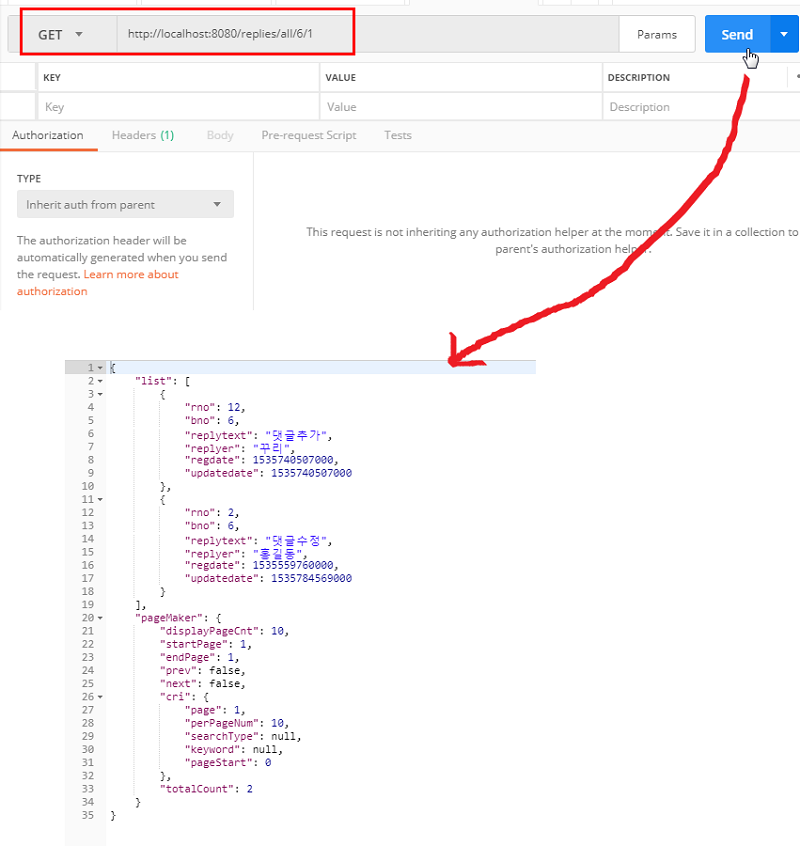 GET http://localhost:8080/replies/all/6/1 Params Send
KEY VALUE DESCRIPTION
Key Value Description
Authorization Headers (1) Body Pre-request Script Tests
TYPE
Inherit auth from parent
The authorization header will be
automatically generated when you send
the request. Learn more about
authorization
This request is not inheriting any authorization helper at the moment. Save it in a collection to
parent's authorization helper.
1 {
2 "list": [
3 {
4 "rno": 12,
5 "bno": 6,
6 "replytext": "댓글추가",
7 "replyer": "꾸리",
8 "regdate": 1535740507000,
9 "updatedate": 1535740507000
10 },
11 {
12 "rno": 2,
13 "bno": 6,
14 "replytext": "댓글수정",
15 "replyer": "홍길동",
16 "regdate": 1535559760000,
17 "updatedate": 1535784569000
18 }
19 ],
20 "pageMaker": {
21 "displayPageCnt": 10,
22 "startPage": 1,
23 "endPage": 1,
24 "prev": false,
25 "next": false,
26 "cri": {
27 "page": 1,
28 "perPageNum": 10,
29 "searchType": null,
30 "keyword": null,
31 "pageStart": 0
32 },
33 "totalCount": 2
34 }
35 }